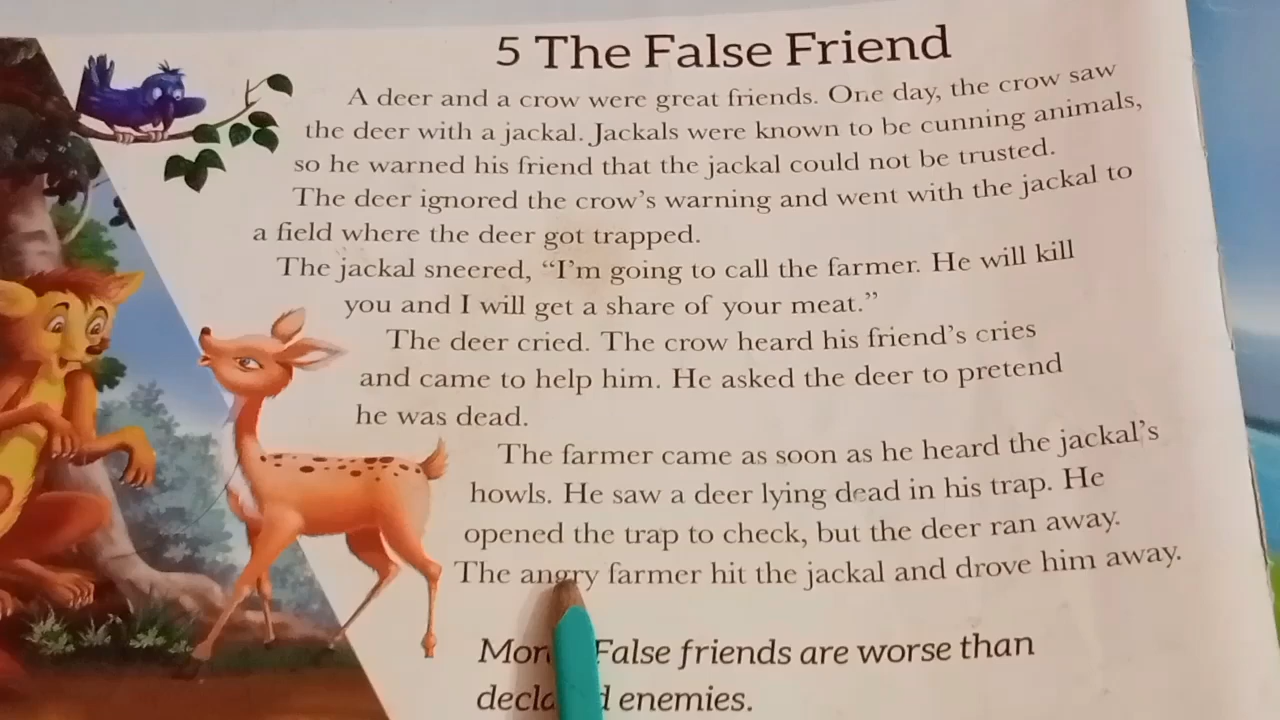 5 The False Friend
A deer and a crow were great friends. One day, the crow saw
the deer with a jackal. Jackals were known to be cunning animals,
so he warned his friend that the jackal could not be trusted.
The deer ignored the crow's warning and went with the jackal to
a field where the deer got trapped.
The jackal sneered, “I'm going to call the farmer. He will kill
you and I will get a share of your meat.”
The deer cried. The crow heard his friend's cries
and came to help him. He asked the deer to pretend
he was dead.
The farmer came as soon as he heard the jackal's
howls. He saw a deer lying dead in his trap. He
opened the trap to check, but the deer ran away.
The angry farmer hit the jackal and drove him away.
False friends are worse than
enemies.